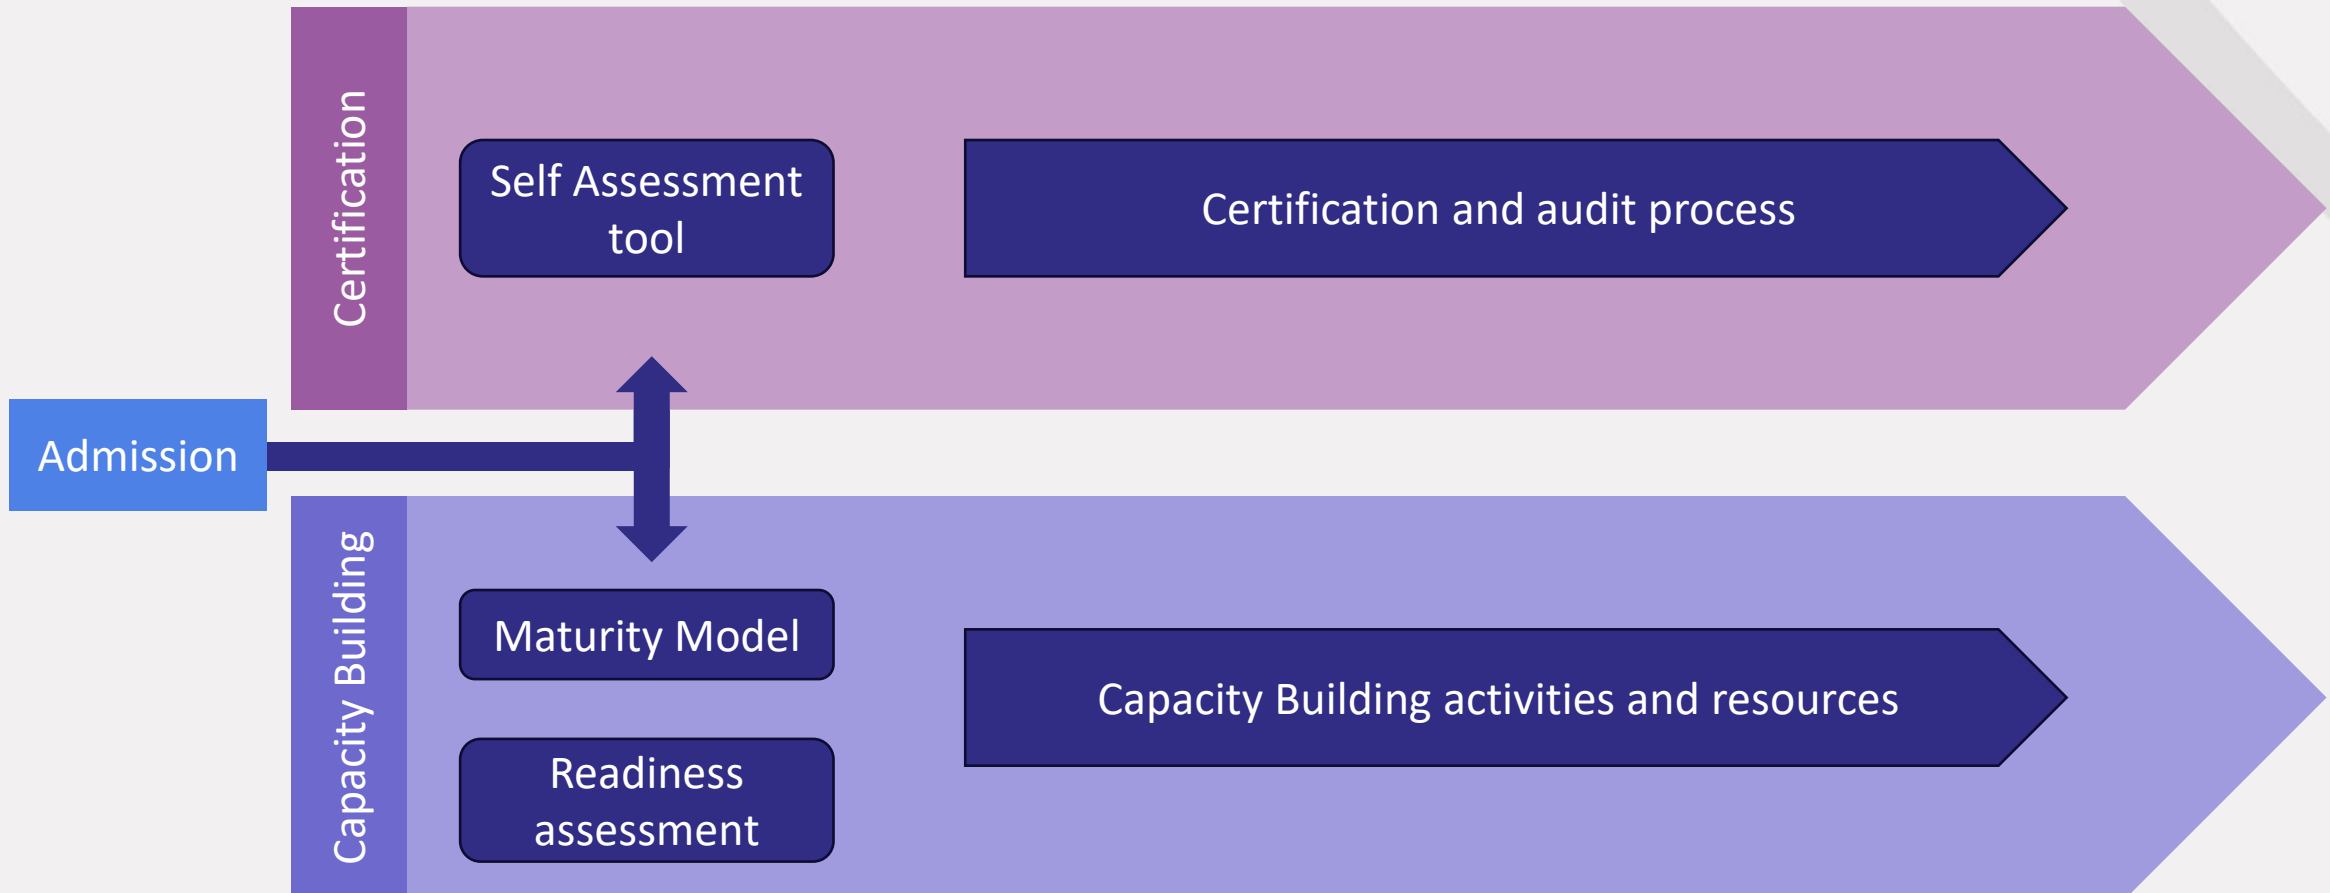 Certification
Self Assessment
tool
Certification and audit process
Admission
Capacity Building
Maturity Model
Readiness
assessment
Capacity Building activities and resources